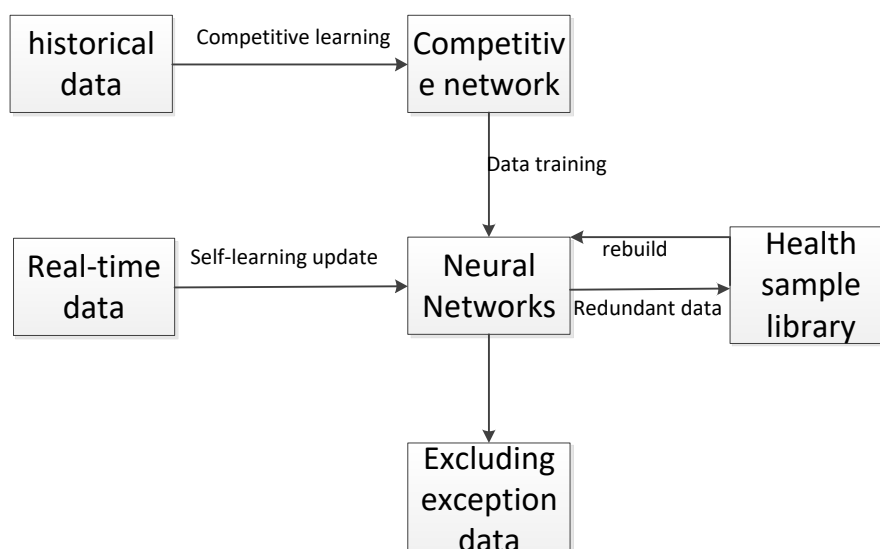 historical
data
Competitive learning
Competitiv
e network
Data training
Real-time
data
Self-learning update
Neural
Networks
rebuild
Redundant data
Health
sample
library
Excluding
exception
data